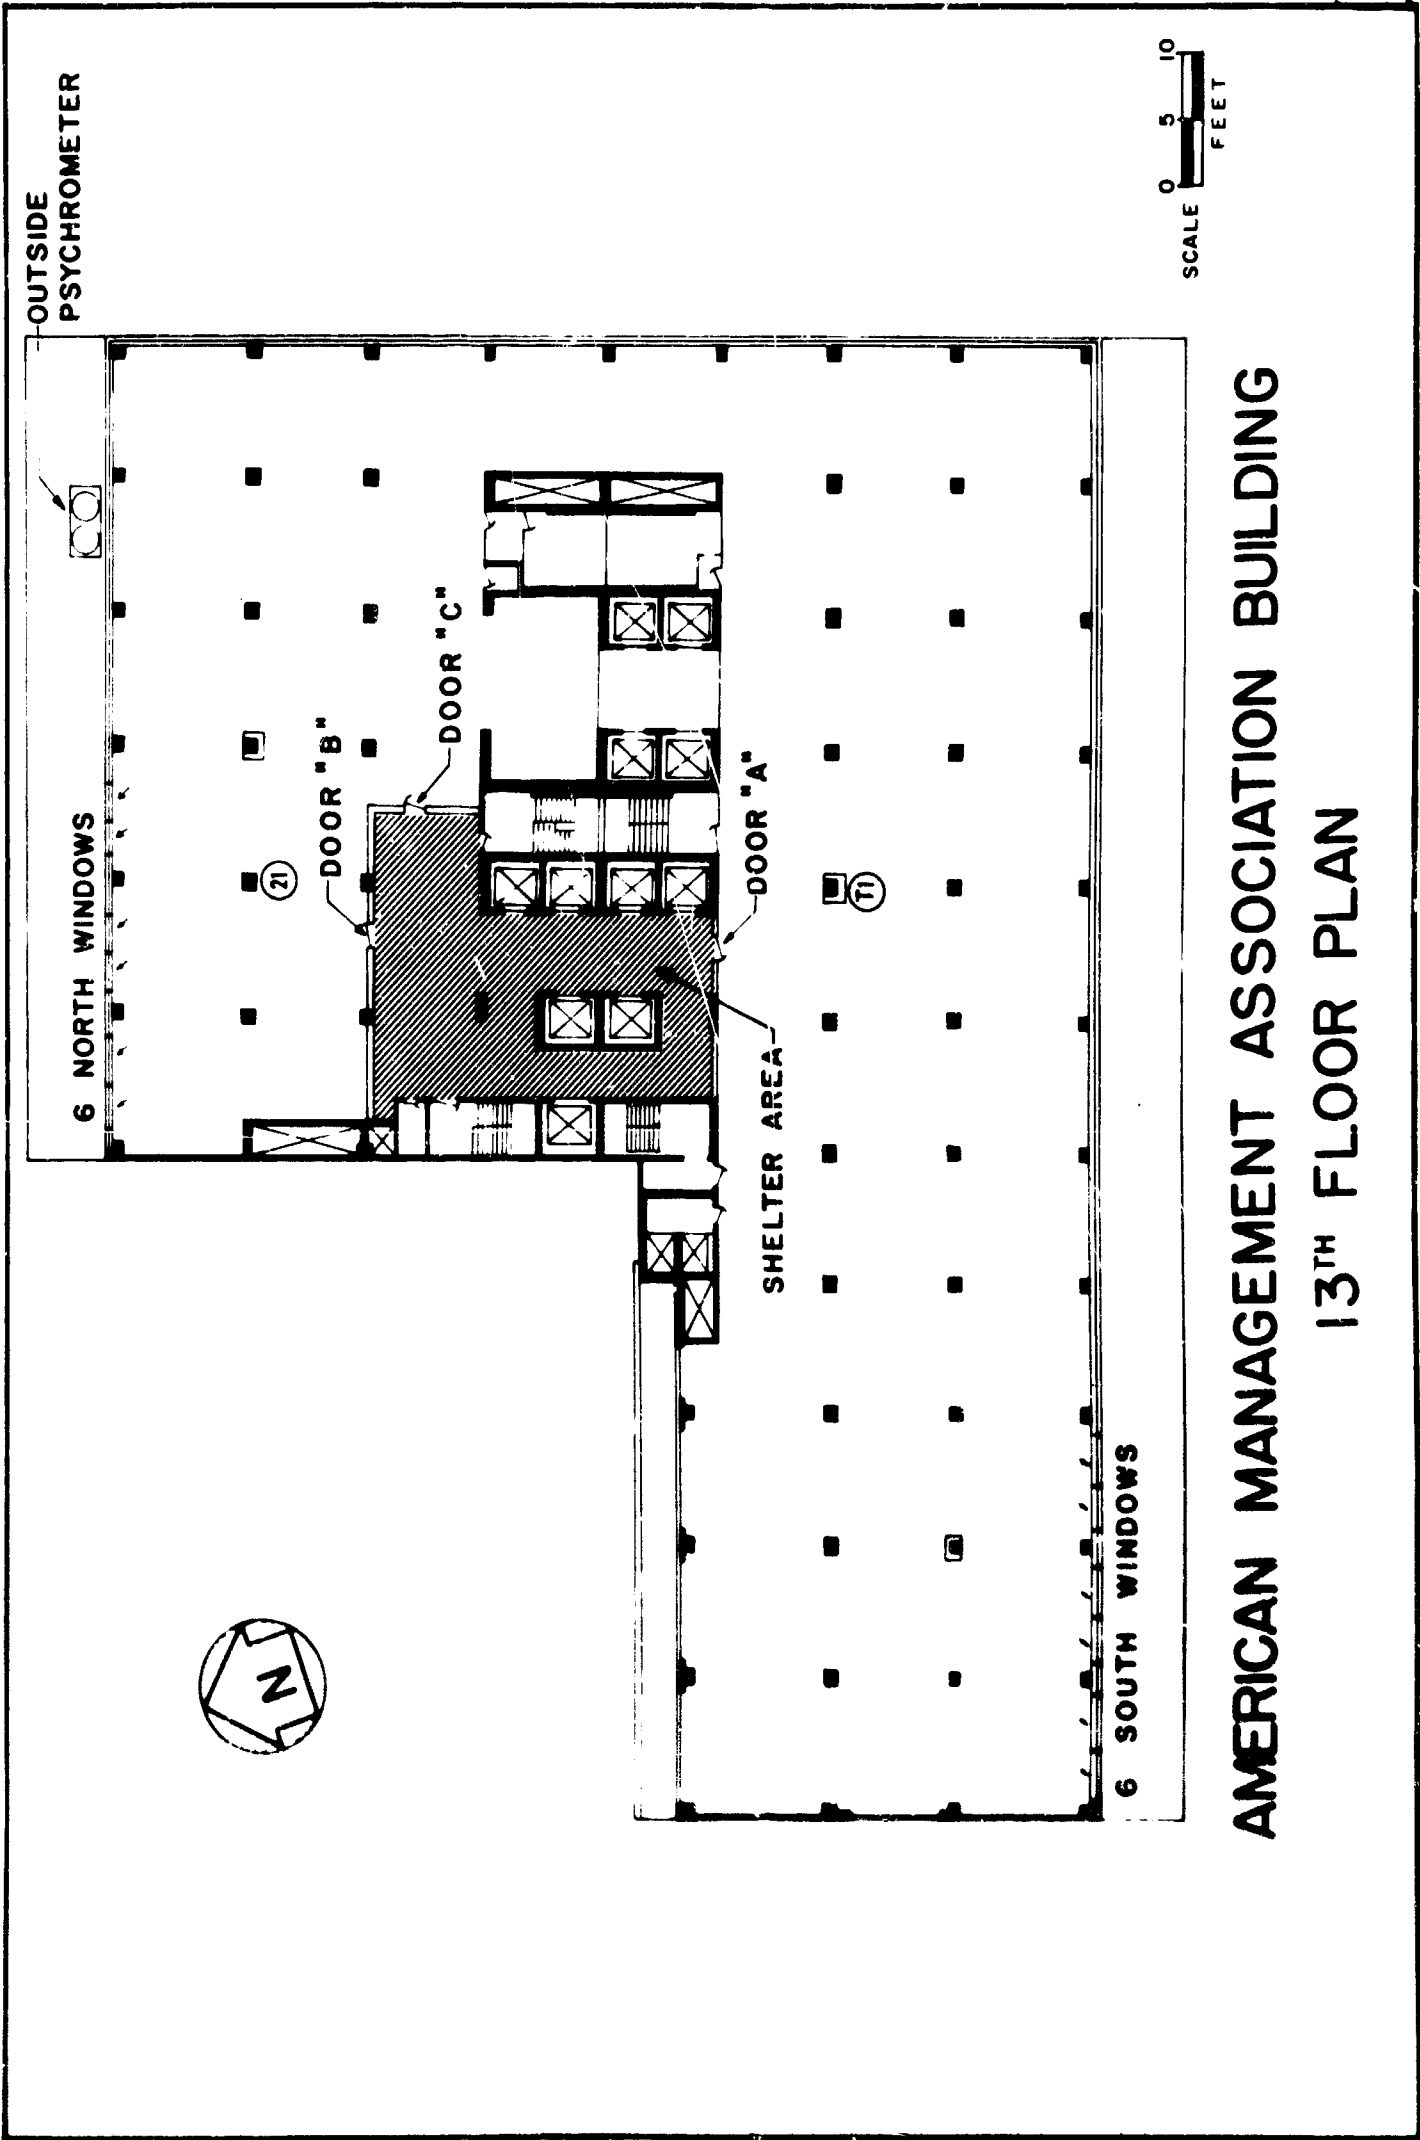 OUTSIDE
PSYCHROMETER
6 NORTH WINDOWS
21
DOOR "B"
DOOR "C"
DOOR "A"
T1
SHELTER AREA
N
6 SOUTH WINDOWS
SCALE
0 5 10
FEET
AMERICAN MANAGEMENT ASSOCIATION BUILDING
13TH FLOOR PLAN